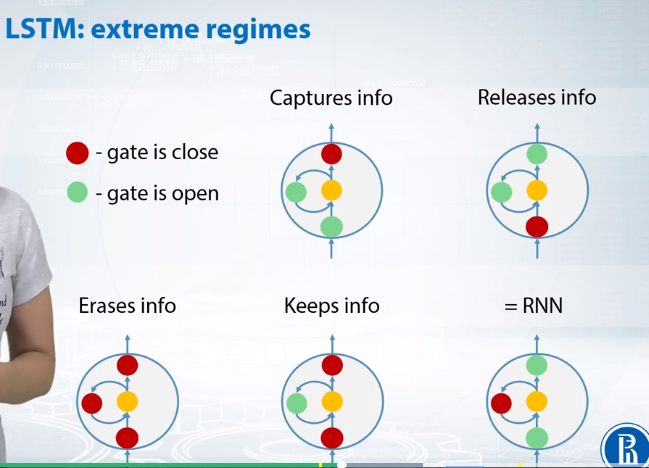 LSTM: extreme regimes
Captures info
Releases info
- gate is close
- gate is open
Erases info
Keeps info
= RNN